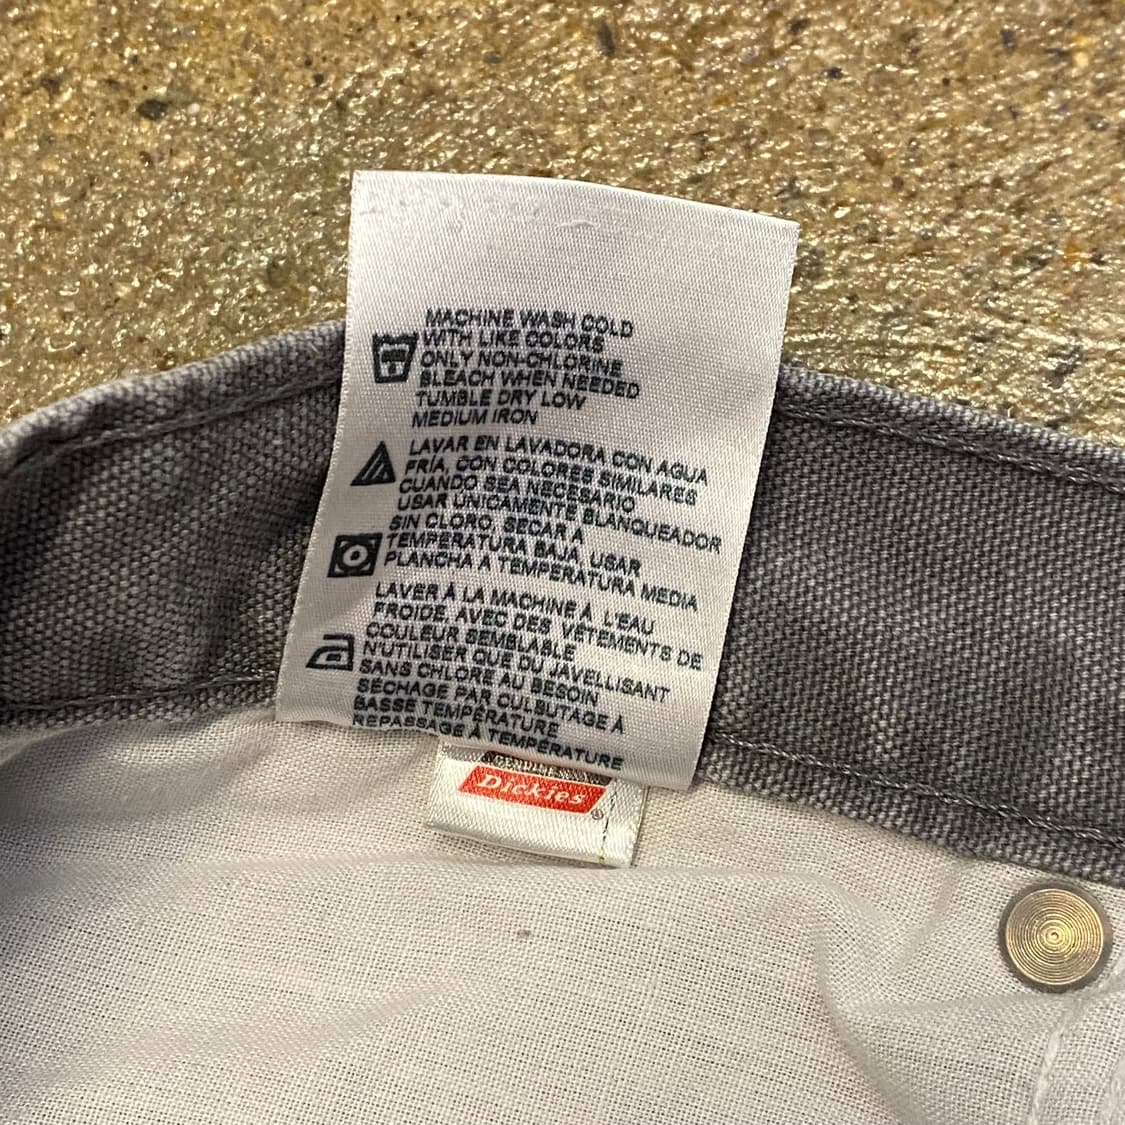 MACHINE WASH COLD
WITH LIKE COLORS
ONLY NON-CHLORINE
BLEACH WHEN NEEDED
TUMBLE DRY LOW
MEDIUM IRON
LAVAR EN LAVADORA CON AGUA
FRÍA, CON COLORES SIMILARES
CUANDO SEA NECESARIO
USAR ÚNICAMENTE BLANQUEADOR
SIN CLORO, SECAR A
TEMPERATURA BAJA, USAR
PLANCHA A TEMPERATURA MEDIA
LAVER À LA MACHINE À L'EAU
FROIDE, AVEC DES VÊTEMENTS DE
COULEUR SEMBLABLE
N'UTILISER QUE DU JAVELLISANT
SANS CHLORE AU BESOIN
SÉCHAGE PAR CULBUTAGE À
BASSE TEMPÉRATURE
REPASSAGE À TEMPÉRATURE
Dickies
®